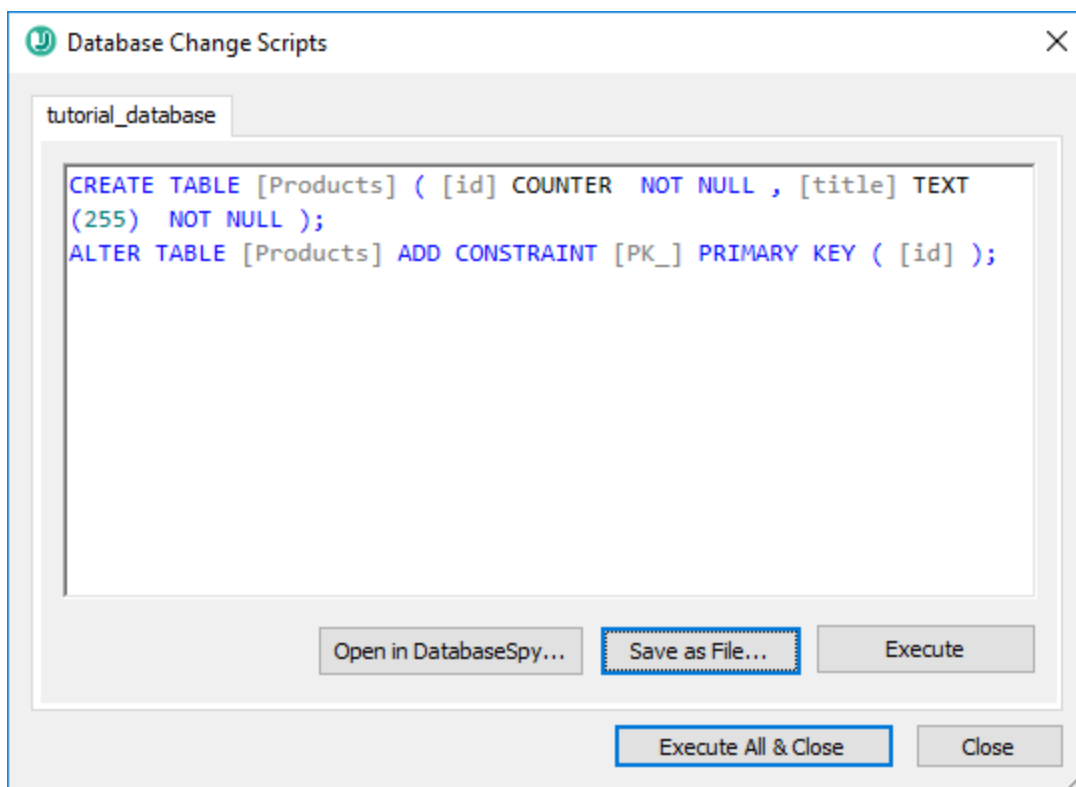 Database Change Scripts
tutorial_database
CREATE TABLE [Products] ( [id] COUNTER  NOT NULL , [title] TEXT
(255)  NOT NULL );
ALTER TABLE [Products] ADD CONSTRAINT [PK_] PRIMARY KEY ( [id] );
Open in DatabaseSpy...
Save as File...
Execute
Execute All & Close
Close